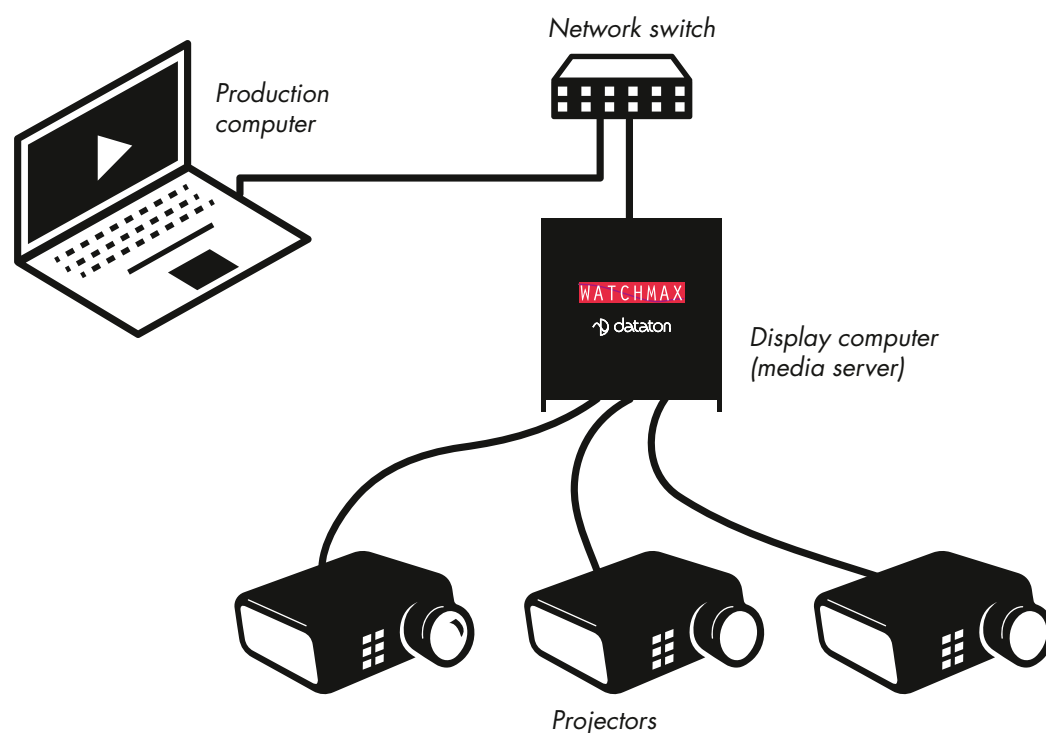 Network switch
Production
computer
WATCHMAX
dataton
Display computer
(media server)
Projectors